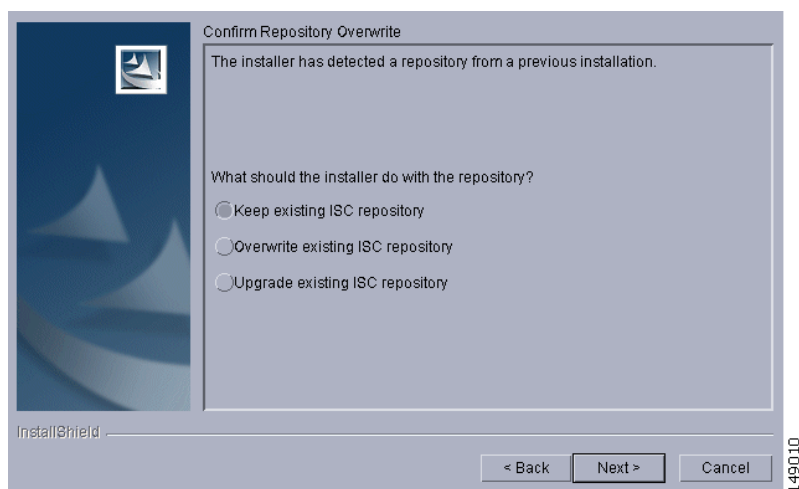 Confirm Repository Overwrite
The installer has detected a repository from a previous installation.
What should the installer do with the repository?
Keep existing ISC repository
Overwrite existing ISC repository
Upgrade existing ISC repository
InstallShield
< Back
Next >
Cancel
149010